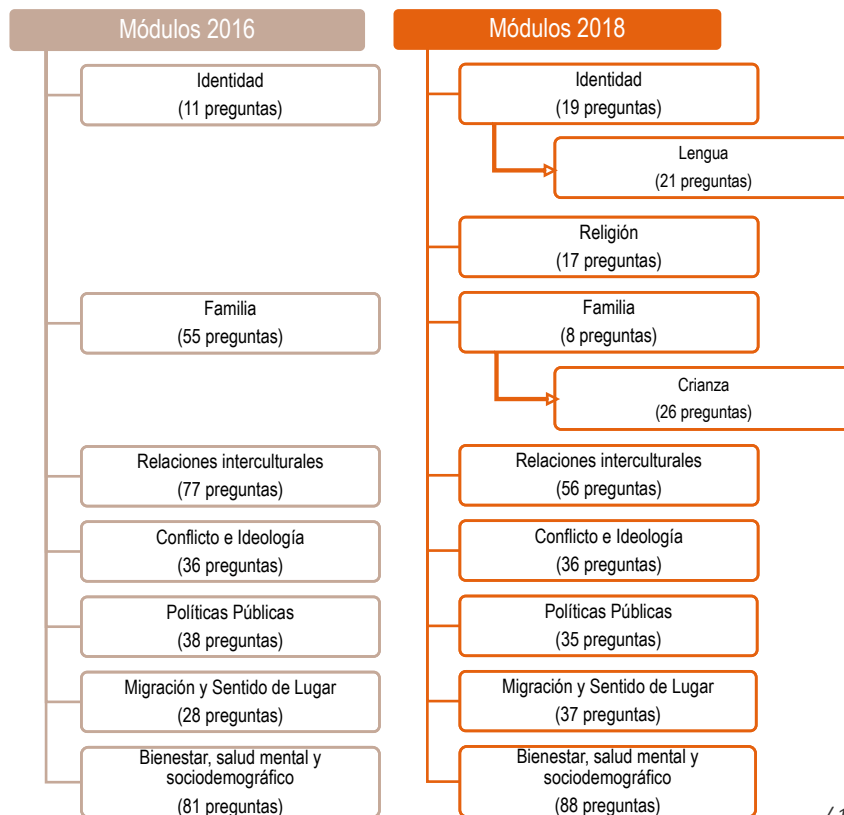 Módulos 2016
Identidad
(11 preguntas)
Familia
(55 preguntas)
Relaciones interculturales
(77 preguntas)
Conflicto e Ideología
(36 preguntas)
Políticas Públicas
(38 preguntas)
Migración y Sentido de Lugar
(28 preguntas)
Bienestar, salud mental y
sociodemográfico
(81 preguntas)
Módulos 2018
Identidad
(19 preguntas)
Lengua
(21 preguntas)
Religión
(17 preguntas)
Familia
(8 preguntas)
Crianza
(26 preguntas)
Relaciones interculturales
(56 preguntas)
Conflicto e Ideología
(36 preguntas)
Políticas Públicas
(35 preguntas)
Migración y Sentido de Lugar
(37 preguntas)
Bienestar, salud mental y
sociodemográfico
(88 preguntas)